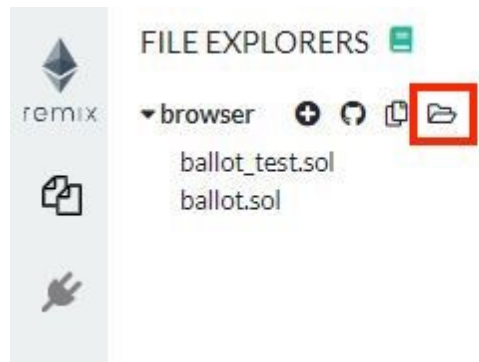 FILE EXPLORERS
remix
browser
ballot_test.sol
ballot.sol